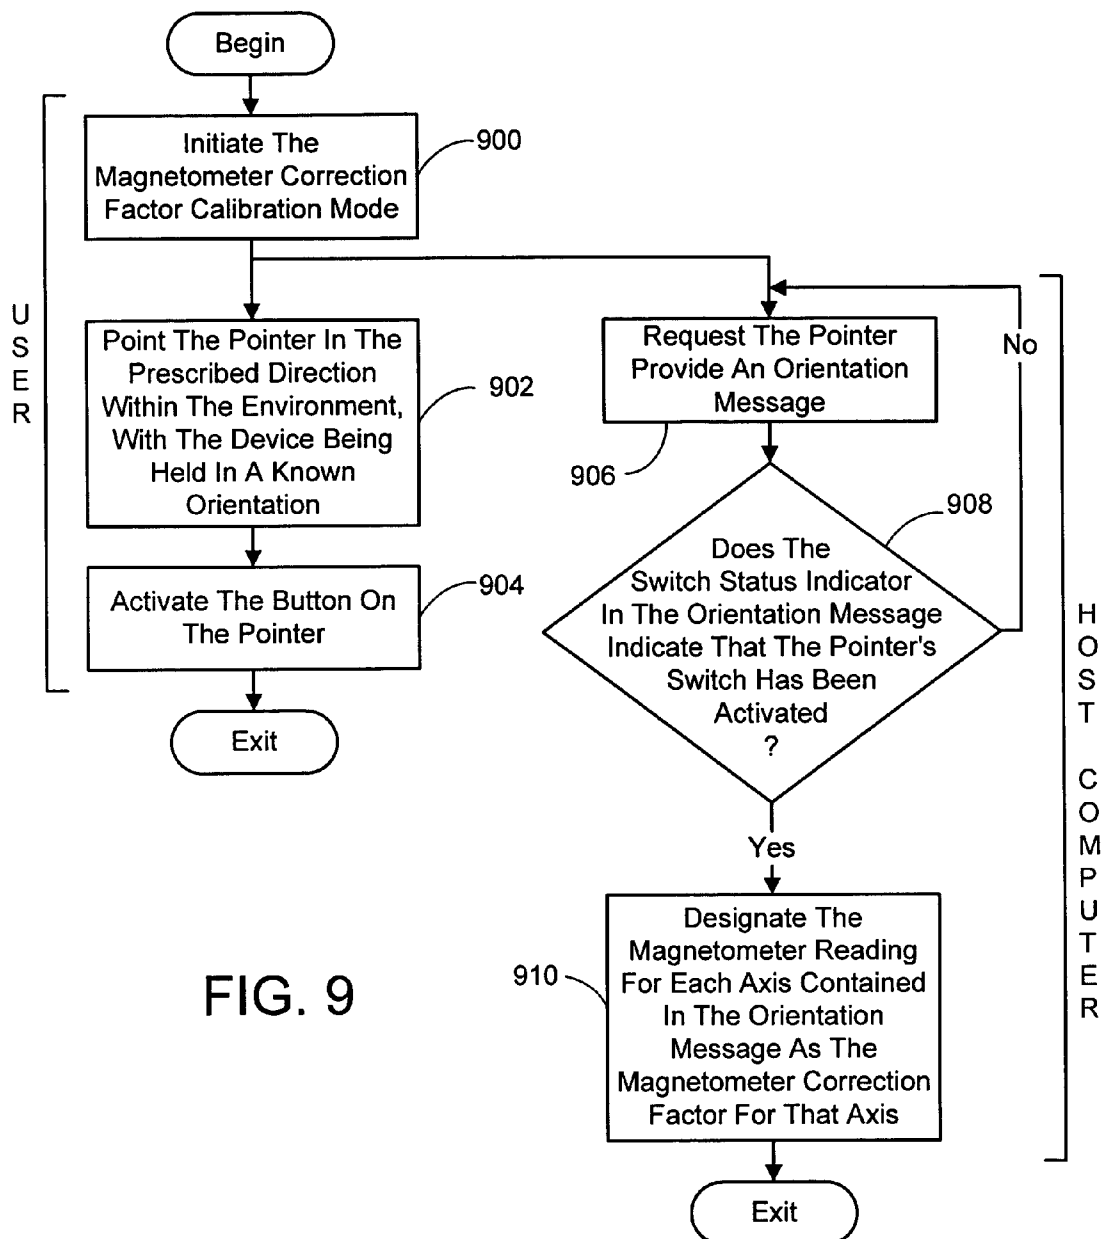 Begin
Initiate The
Magnetometer Correction
Factor Calibration Mode
900
USER
Point The Pointer In The
Prescribed Direction
Within The Environment,
With The Device Being
Held In A Known
Orientation
902
Activate The Button On
The Pointer
904
Exit
Request The Pointer
Provide An Orientation
Message
906
No
Does The
Switch Status Indicator
In The Orientation Message
Indicate That The Pointer's
Switch Has Been
Activated
?
908
Yes
Designate The
Magnetometer Reading
For Each Axis Contained
In The Orientation
Message As The
Magnetometer Correction
Factor For That Axis
910
HOST COMPUTER
Exit
FIG. 9